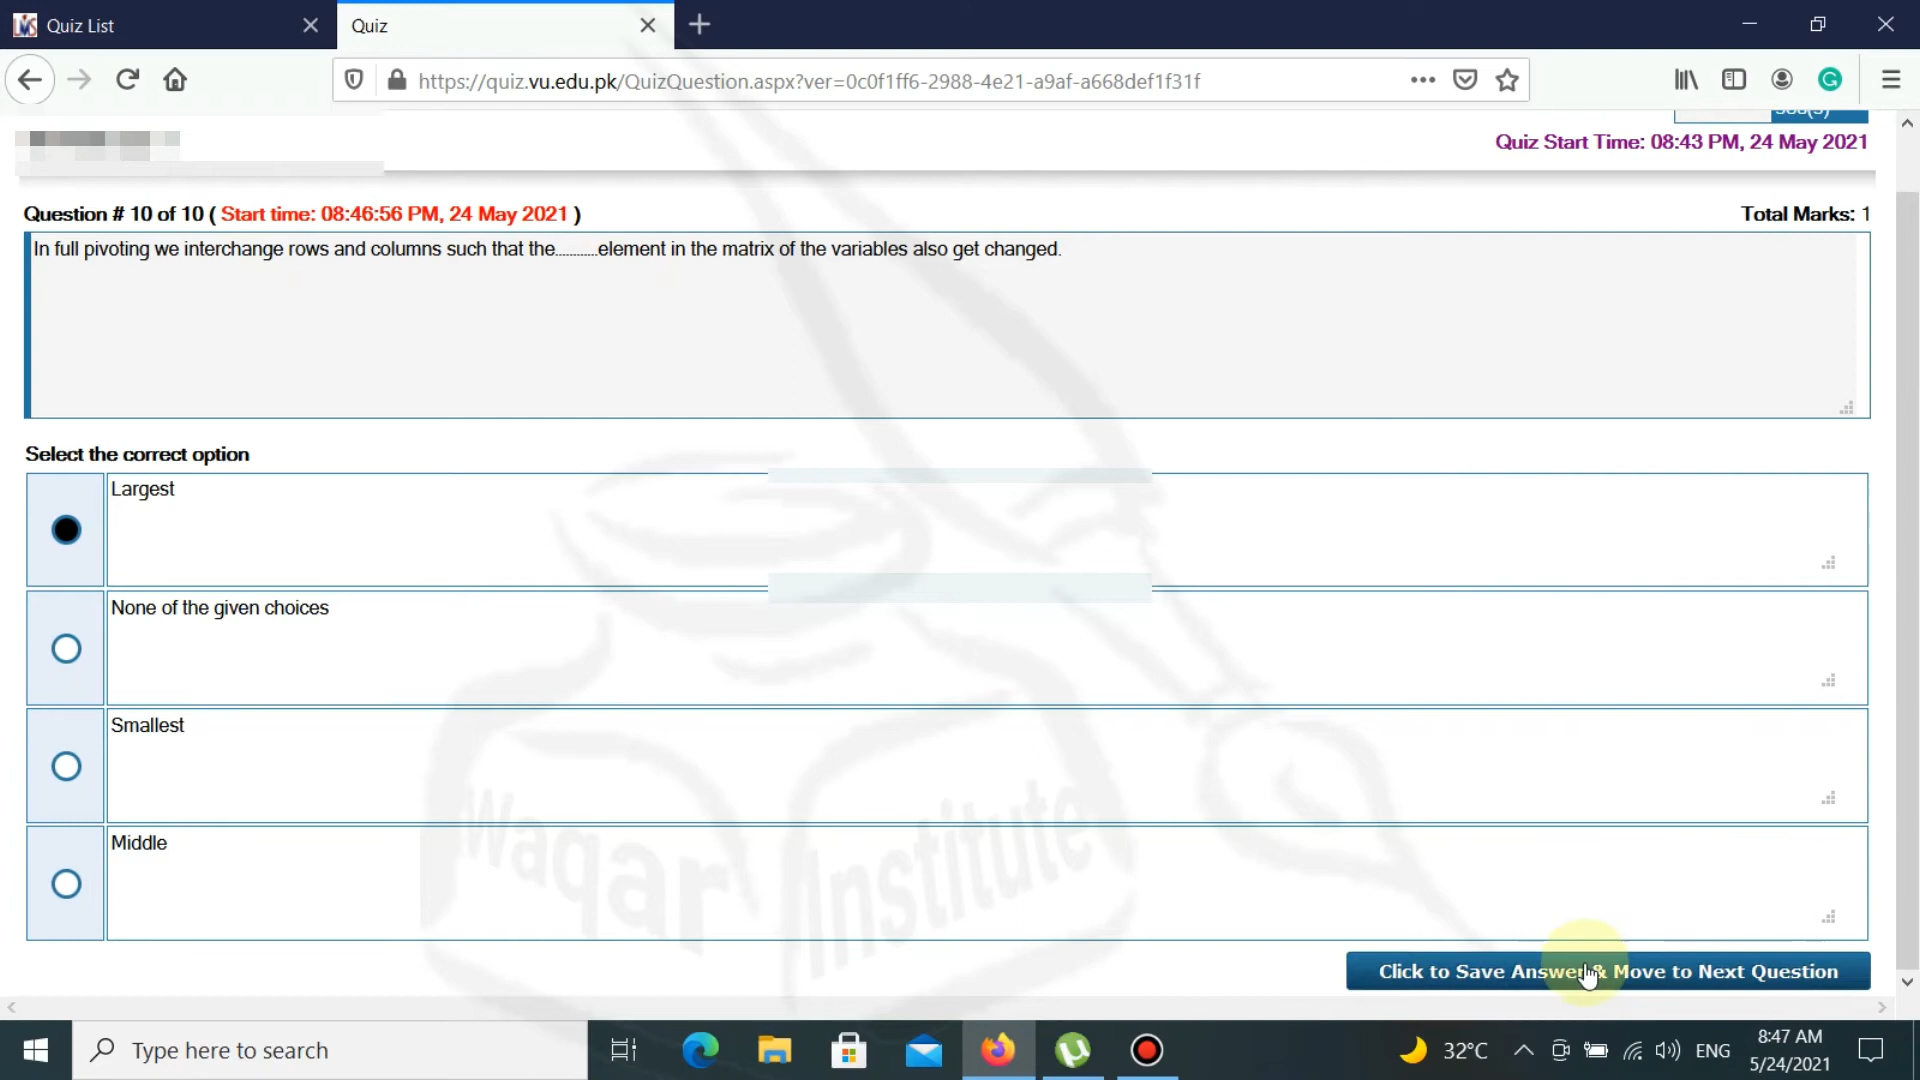 Quiz List
Quiz
https://quiz.vu.edu.pk/QuizQuestion.aspx?ver=0c0f1ff6-2988-4e21-a9af-a668def1f31f
Quiz Start Time: 08:43 PM, 24 May 2021
Question # 10 of 10 ( Start time: 08:46:56 PM, 24 May 2021 )
Total Marks: 1
In full pivoting we interchange rows and columns such that the...........element in the matrix of the variables also get changed.
Select the correct option
Largest
None of the given choices
Smallest
Middle
Waqar Institute
Click to Save Answer & Move to Next Question
Type here to search
32°C
ENG
8:47 AM
5/24/2021